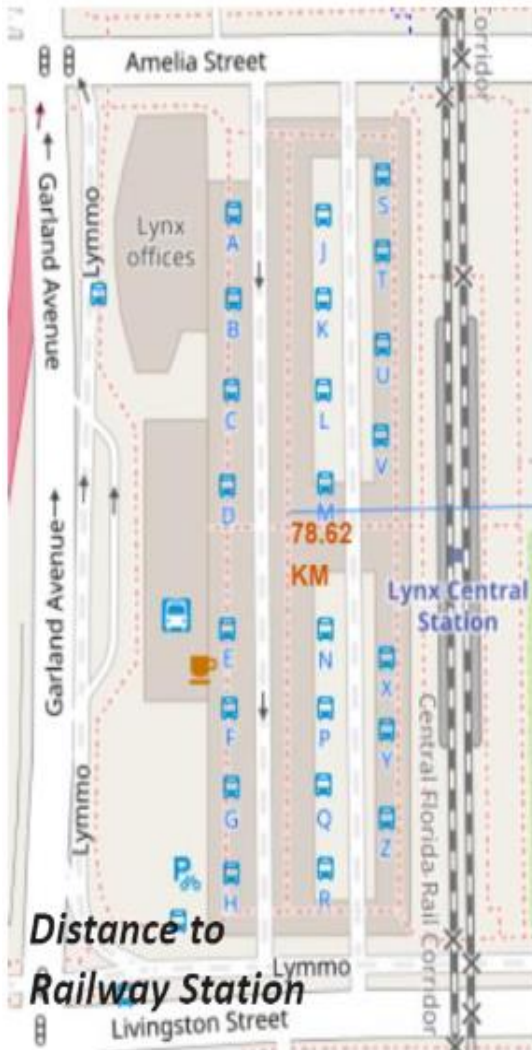 Corridor
Amelia Street
Garland Avenue
Lymmo
Lynx
offices
A
B
C
D
J
K
L
M
S
T
U
V
78.62
KM
Lynx Central
Station
Garland Avenue
E
F
G
H
N
P
Q
R
X
Y
Z
P
Lymmo
Central Florida Rail Corridor
Distance to
Railway Station
Lymmo
Livingston Street